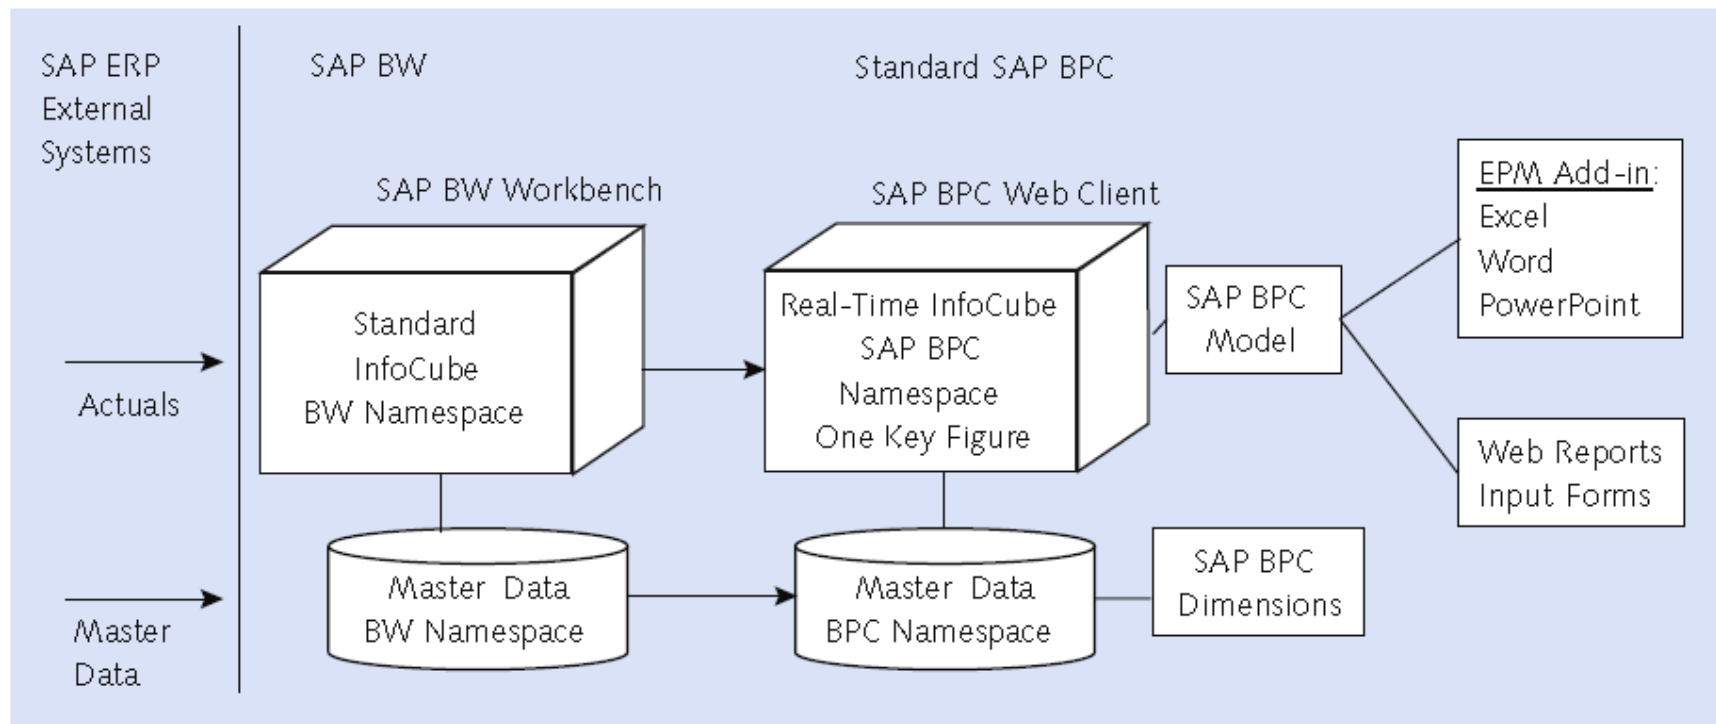 SAP ERP
External
Systems
SAP BW
Standard SAP BPC
SAP BW Workbench
SAP BPC Web Client
Standard
InfoCube
BW Namespace
Real-Time InfoCube
SAP BPC
Namespace
One Key Figure
SAP BPC
Model
EPM Add-in:
Excel
Word
PowerPoint
Web Reports
Input Forms
Actuals
Master Data
BW Namespace
Master Data
BPC Namespace
SAP BPC
Dimensions
Master
Data